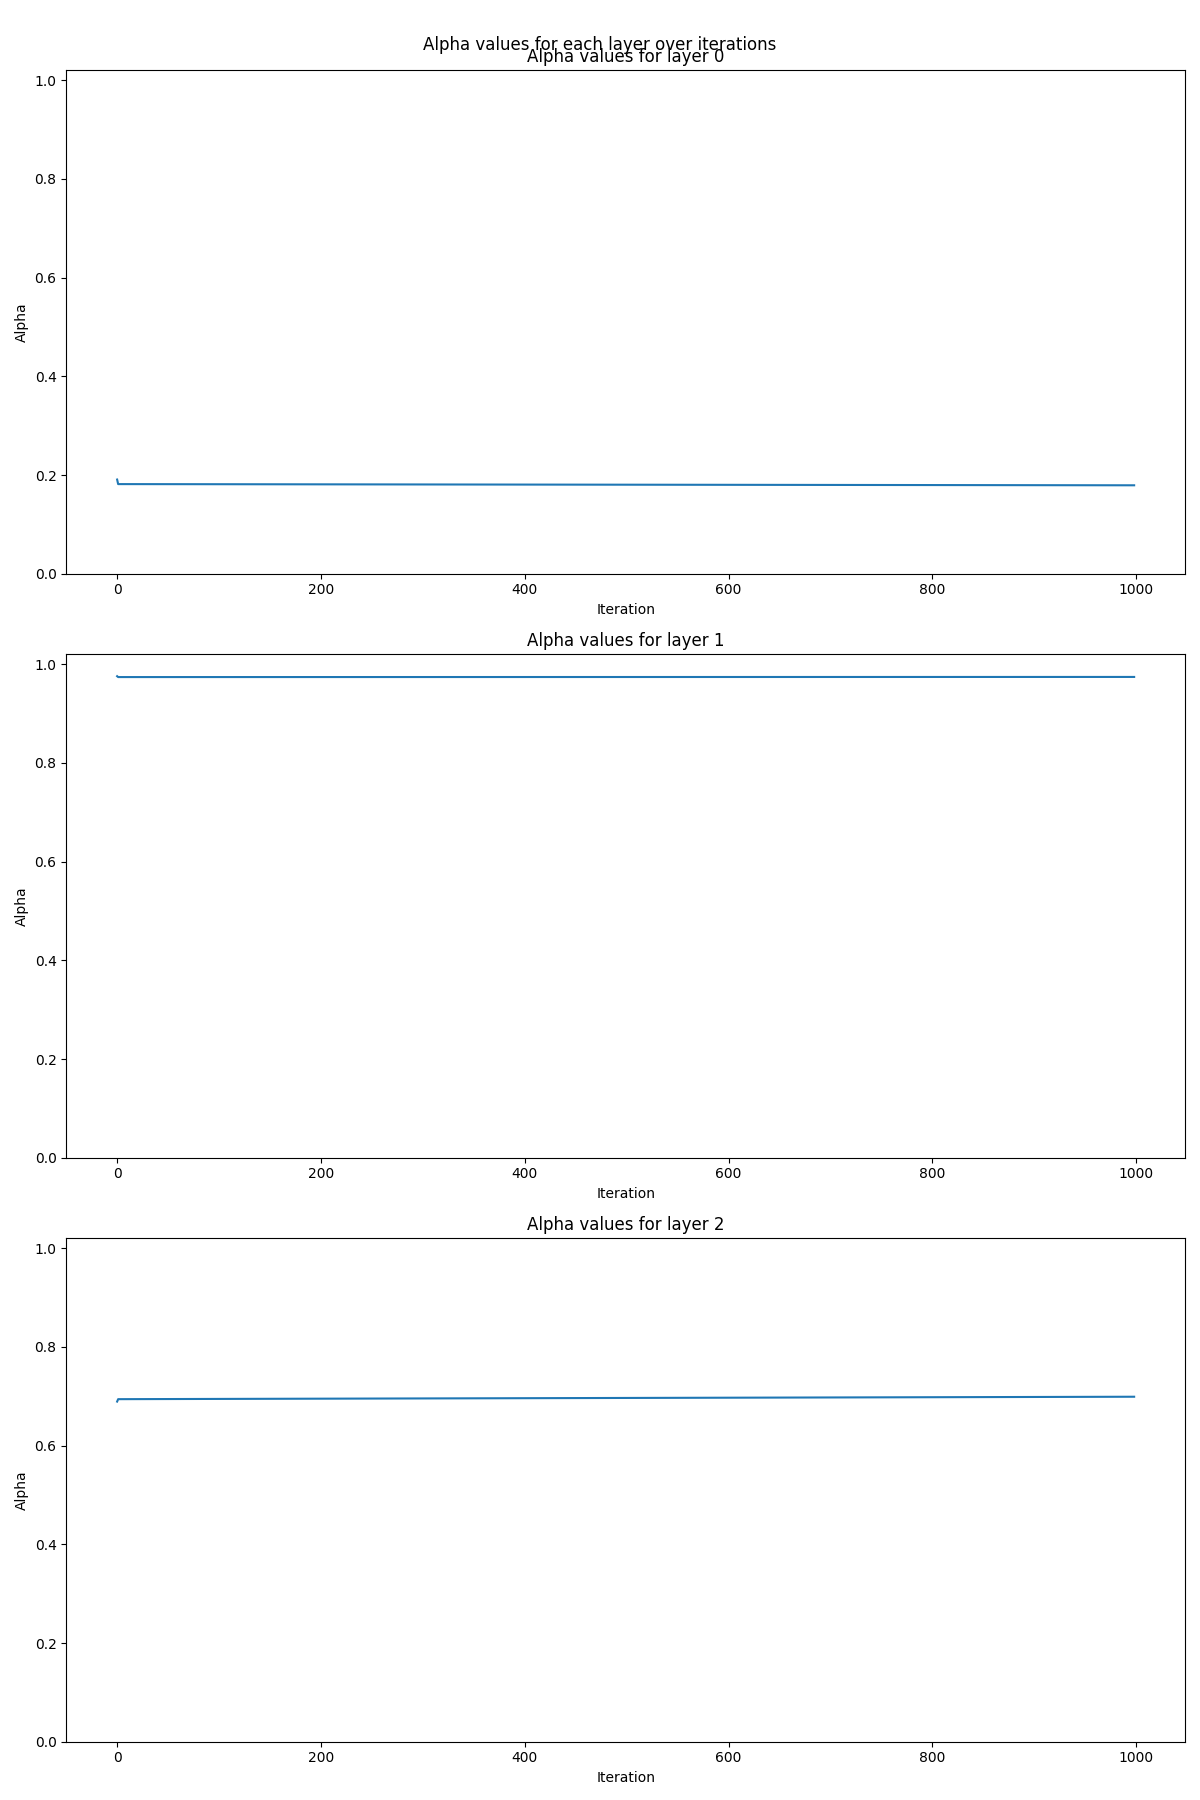 Alpha values for each layer over iterations
Alpha values for layer 0
1.0
0.8
0.6
0.4
0.2
0.0
Alpha
0 200 400 600 800 1000
Iteration
Alpha values for layer 1
1.0
0.8
0.6
0.4
0.2
0.0
Alpha
0 200 400 600 800 1000
Iteration
Alpha values for layer 2
1.0
0.8
0.6
0.4
0.2
0.0
Alpha
0 200 400 600 800 1000
Iteration